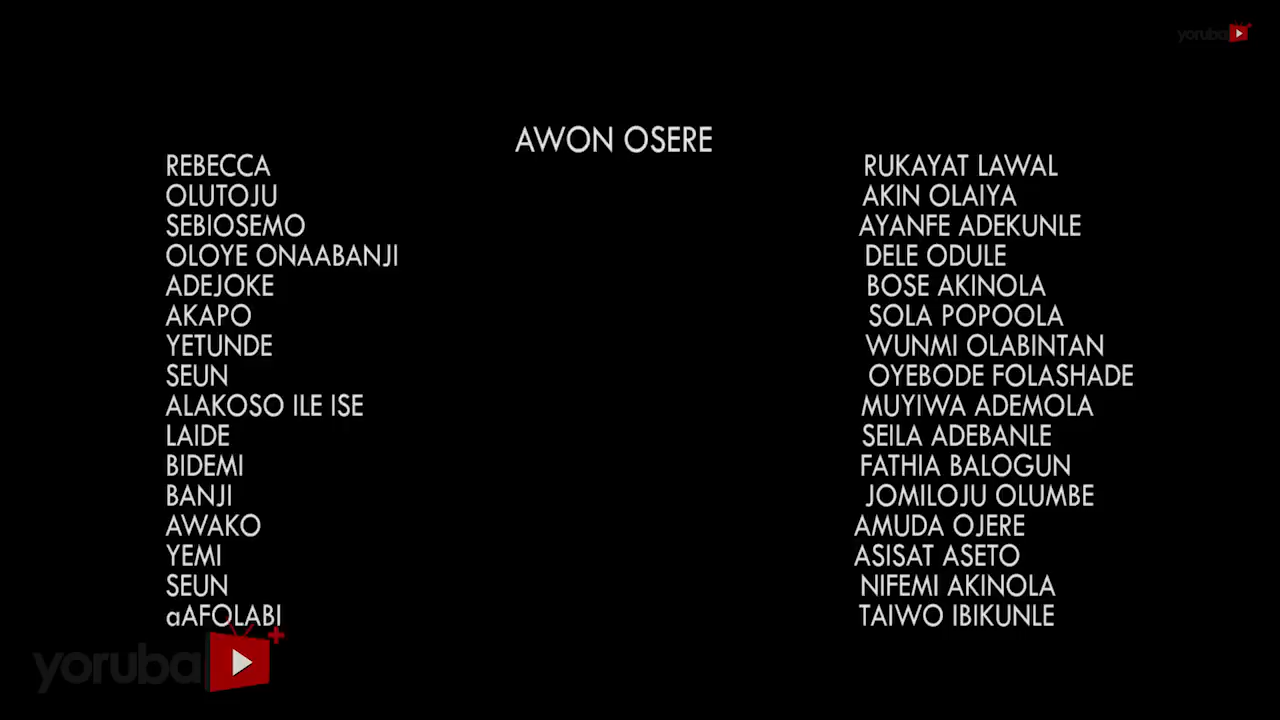 yoruba
AWON OSERE
REBECCA RUKAYAT LAWAL
OLUTOJU AKIN OLAIYA
SEBIOSEMO AYANFE ADEKUNLE
OLOYE ONAABANJI DELE ODULE
ADEJOKE BOSE AKINOLA
AKAPO SOLA POPOOLA
YETUNDE WUNMI OLABINTAN
SEUN OYEBODE FOLASHADE
ALAKOSO ILE ISE MUYIWA ADEMOLA
LAIDE SEILA ADEBANLE
BIDEMI FATHIA BALOGUN
BANJI JOMILOJU OLUMBE
AWAKO AMUDA OJERE
YEMI ASISAT ASETO
SEUN NIFEMI AKINOLA
aAFOLABI TAIWO IBIKUNLE
yoruba+